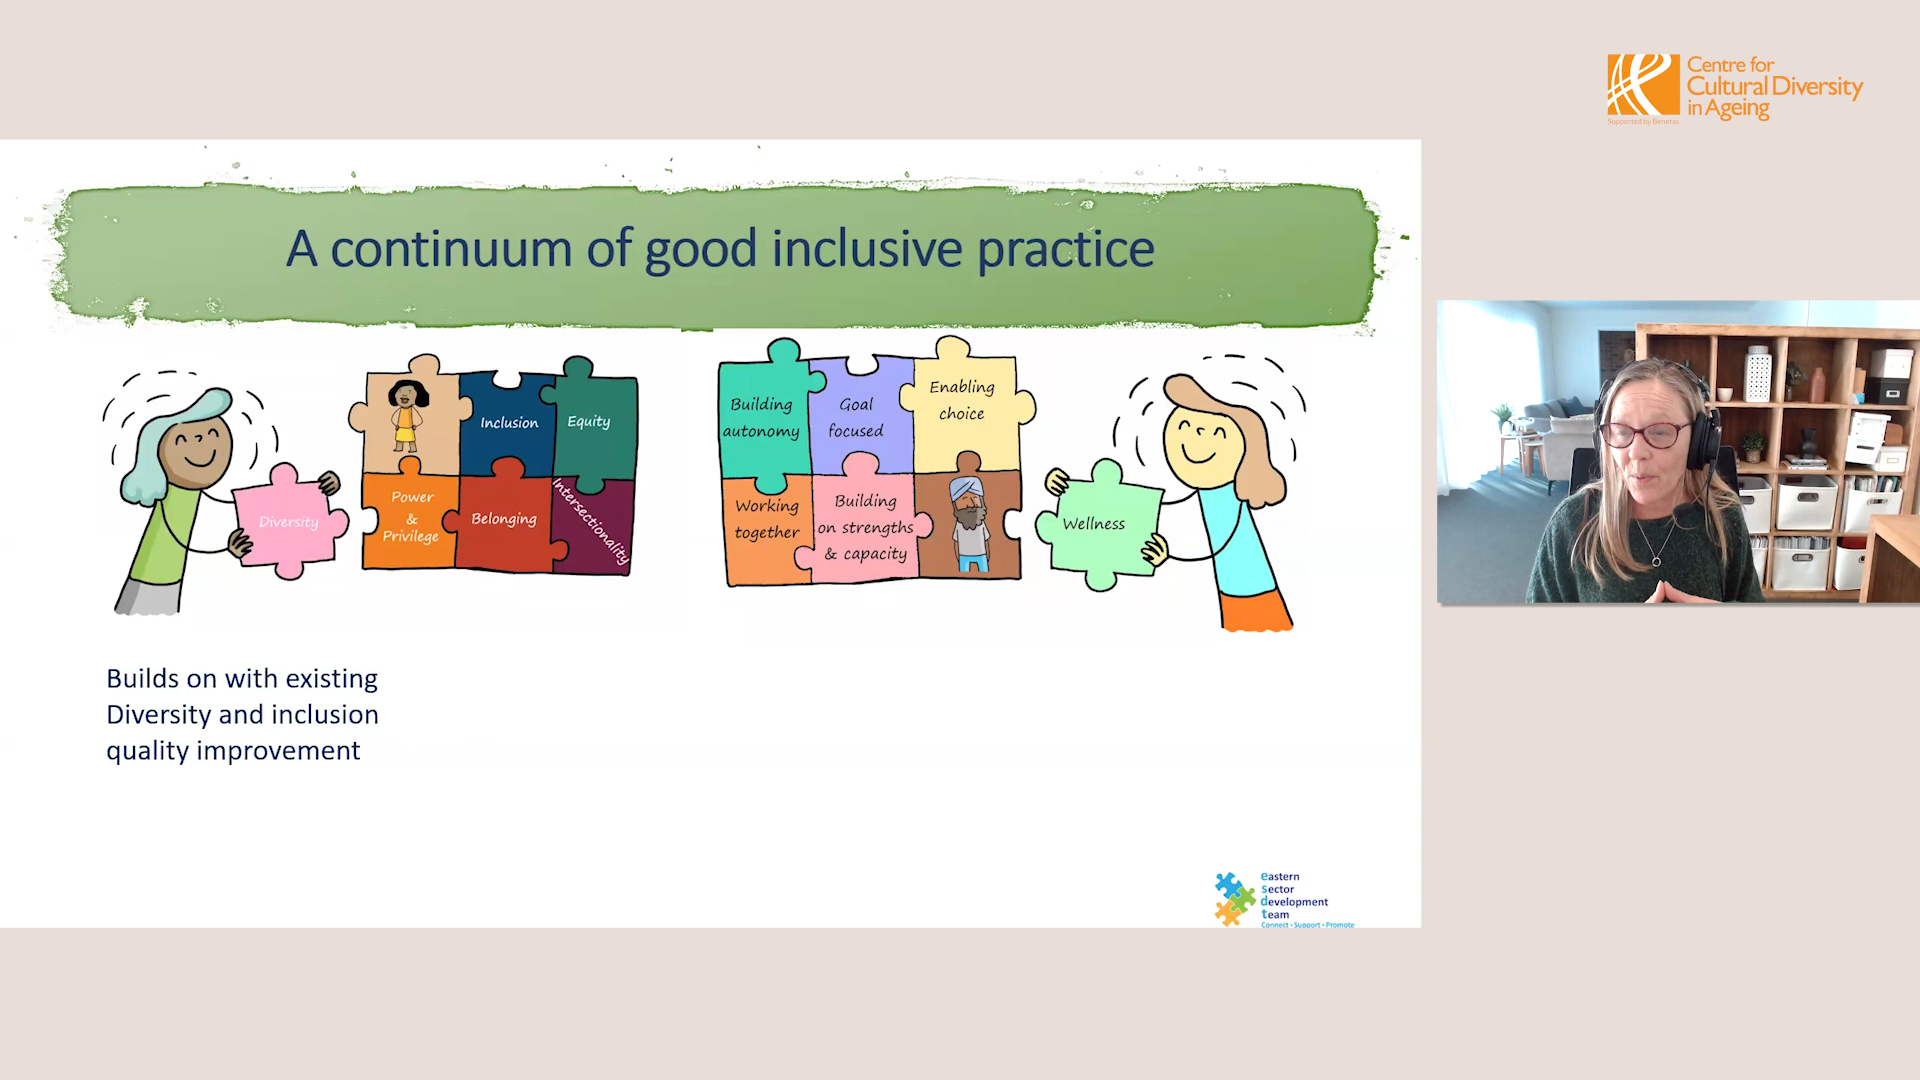 Centre for
Cultural Diversity
in Ageing
Supported by Benetas
A continuum of good inclusive practice
Diversity
Inclusion
Equity
Power
&
Privilege
Belonging
Intersectionality
Building
autonomy
Goal
focused
Enabling
choice
Working
together
Building
on strengths
& capacity
Wellness
Builds on with existing
Diversity and inclusion
quality improvement
eastern
Sector
development
team
Connect • Support • Promote